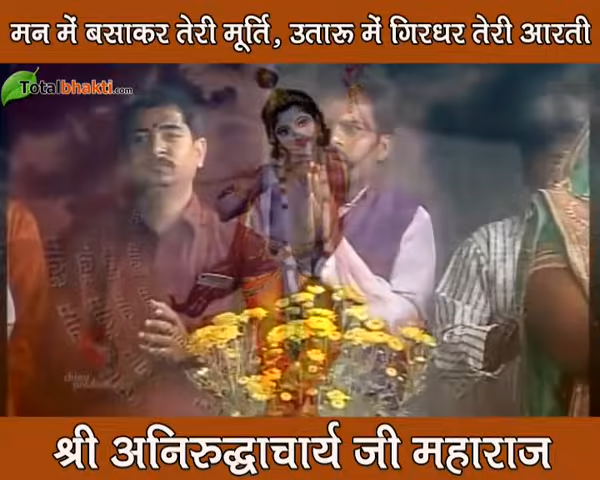 मन में बसाकर तेरी मूर्ति, उतारू में गिरधर तेरी आरती
Totalbhakti.com
श्री अनिरुद्धाचार्य जी महाराज